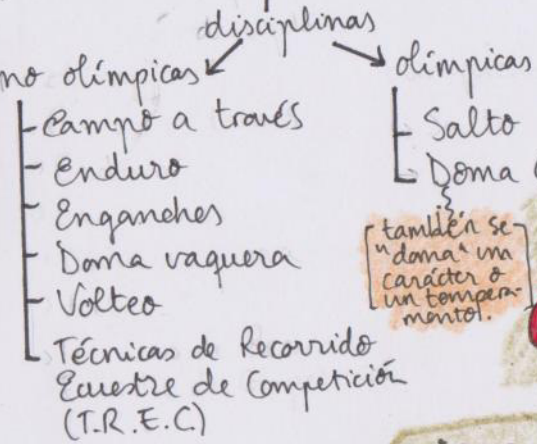 disciplinas
no olímpicas
- Campo a través
- Enduro
- Enganches
- Doma vaquera
- Volteo
- Técnicas de Recorrido
Ecuestre de Competición
(T.R.E.C.)
olímpicas
- Salto
- Doma
también se
"doma" un
carácter o
un tempera-
mento!.